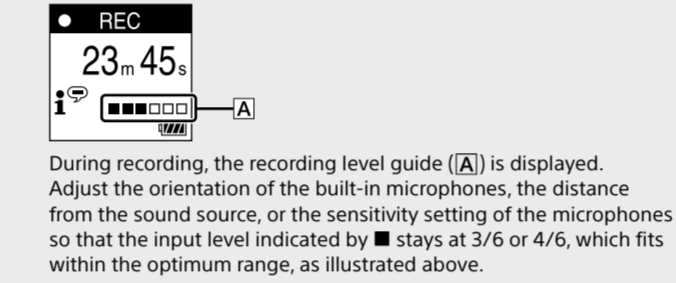 ● REC
23m 45s
i ■■■□□□ A
During recording, the recording level guide (A) is displayed.
Adjust the orientation of the built-in microphones, the distance
from the sound source, or the sensitivity setting of the microphones
so that the input level indicated by ■ stays at 3/6 or 4/6, which fits
within the optimum range, as illustrated above.